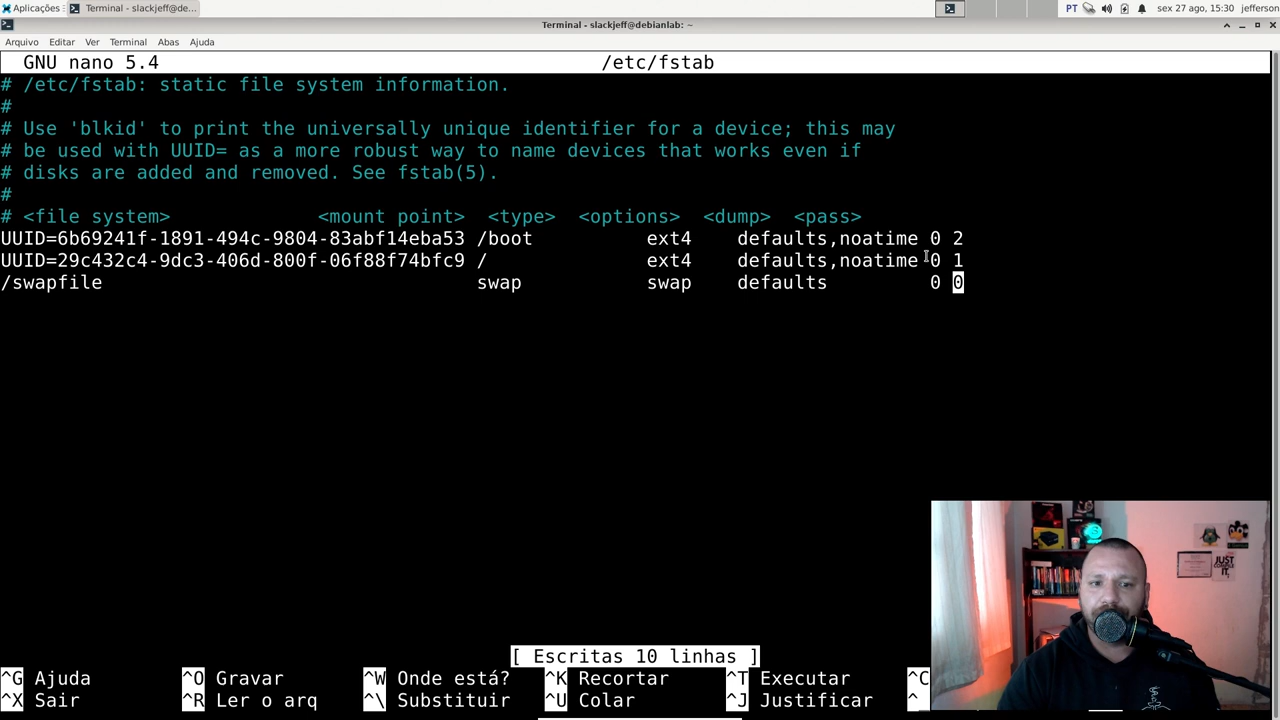 Aplicações
Terminal - slackjeff@de...
PT
sex 27 ago, 15:30
jefferson
Terminal - slackjeff@debianlab: ~
Arquivo Editar Ver Terminal Abas Ajuda
GNU nano 5.4 /etc/fstab
# /etc/fstab: static file system information.
#
# Use 'blkid' to print the universally unique identifier for a device; this may
# be used with UUID= as a more robust way to name devices that works even if
# disks are added and removed. See fstab(5).
#
# <file system> <mount point> <type> <options> <dump> <pass>
UUID=6b69241f-1891-494c-9804-83abf14eba53 /boot ext4 defaults,noatime 0 2
UUID=29c432c4-9dc3-406d-800f-06f88f74bfc9 / ext4 defaults,noatime 0 1
/swapfile swap swap defaults 0 0
[ Escritas 10 linhas ]
^G Ajuda ^O Gravar ^W Onde está? ^K Recortar ^T Executar ^C
^X Sair ^R Ler o arq ^\ Substituir ^U Colar ^J Justificar ^
JUST
IT,